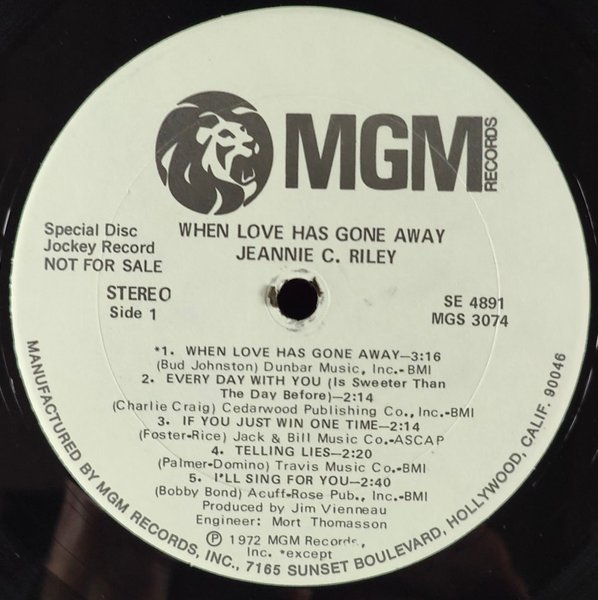 MGM
RECORDS
Special Disc
Jockey Record
NOT FOR SALE
WHEN LOVE HAS GONE AWAY
JEANNIE C. RILEY
STEREO
Side 1
SE 4891
MGS 3074
*1. WHEN LOVE HAS GONE AWAY—3:16
(Bud Johnston) Dunbar Music, Inc.-BMI
2. EVERY DAY WITH YOU (Is Sweeter Than
The Day Before)—2:14
(Charlie Craig) Cedarwood Publishing Co., Inc.-BMI
3. IF YOU JUST WIN ONE TIME—2:14
(Foster-Rice) Jack & Bill Music Co.-ASCAP
4. TELLING LIES—2:20
(Palmer-Domino) Travis Music Co.-BMI
5. I'LL SING FOR YOU—2:40
(Bobby Bond) Acuff-Rose Pub., Inc.-BMI
Produced by Jim Vienneau
Engineer: Mort Thomasson
Ⓟ 1972 MGM Records,
Inc. *except
MANUFACTURED BY MGM RECORDS, INC., 7165 SUNSET BOULEVARD, HOLLYWOOD, CALIF. 90046